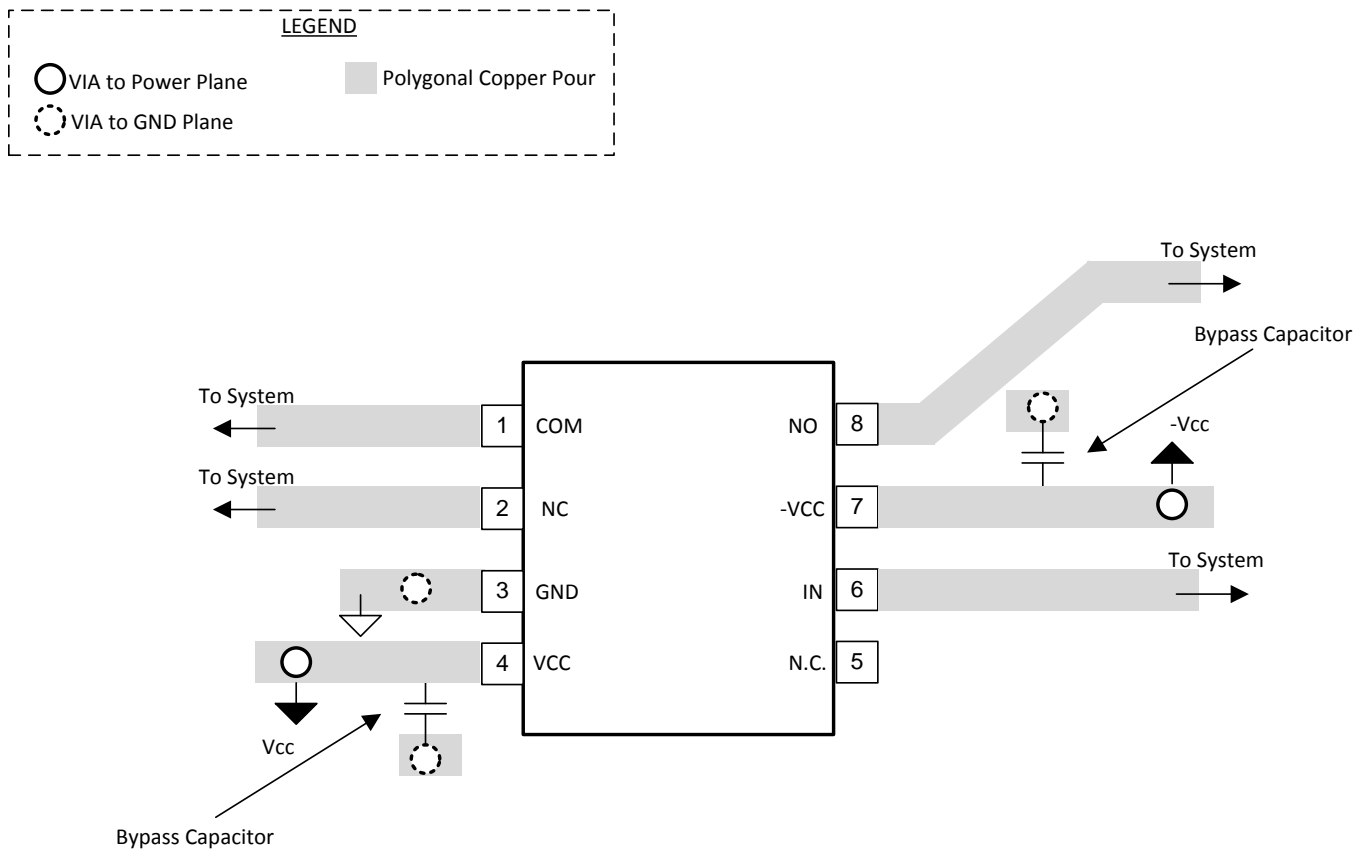 LEGEND
VIA to Power Plane
Polygonal Copper Pour
VIA to GND Plane
To System
Bypass Capacitor
To System
1
COM
NO
8
-Vcc
To System
2
NC
-VCC
7
To System
3
GND
IN
6
4
VCC
N.C.
5
Vcc
Bypass Capacitor